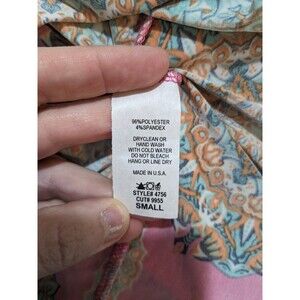 96%POLYESTER
4%SPANDEX
DRYCLEAN OR
HAND WASH
WITH COLD WATER
DO NOT BLEACH
HANG OR LINE DRY
MADE IN U.S.A.
STYLE# 4756
CUT# 9955
SMALL